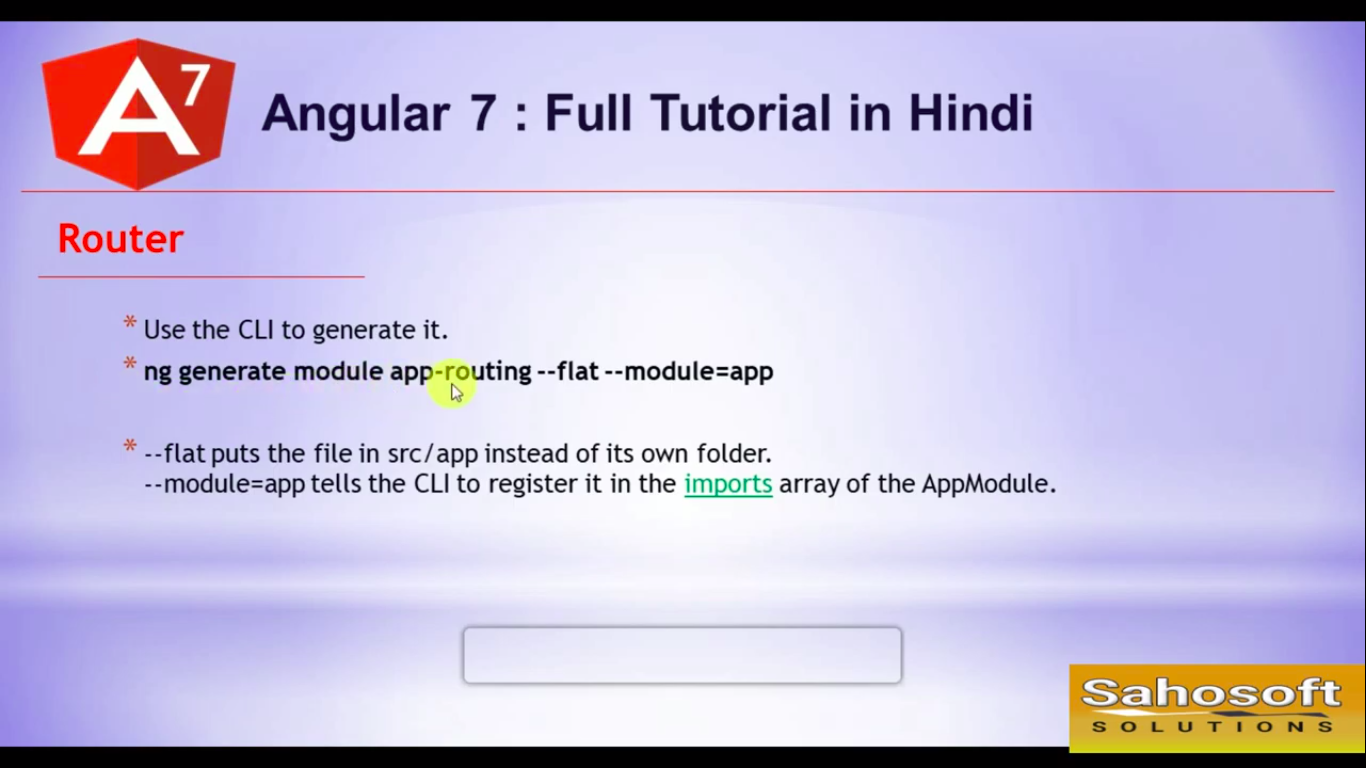 A7
Angular 7 : Full Tutorial in Hindi
Router
* Use the CLI to generate it.
* ng generate module app-routing --flat --module=app
* --flat puts the file in src/app instead of its own folder.
--module=app tells the CLI to register it in the imports array of the AppModule.
Sahosoft
SOLUTIONS